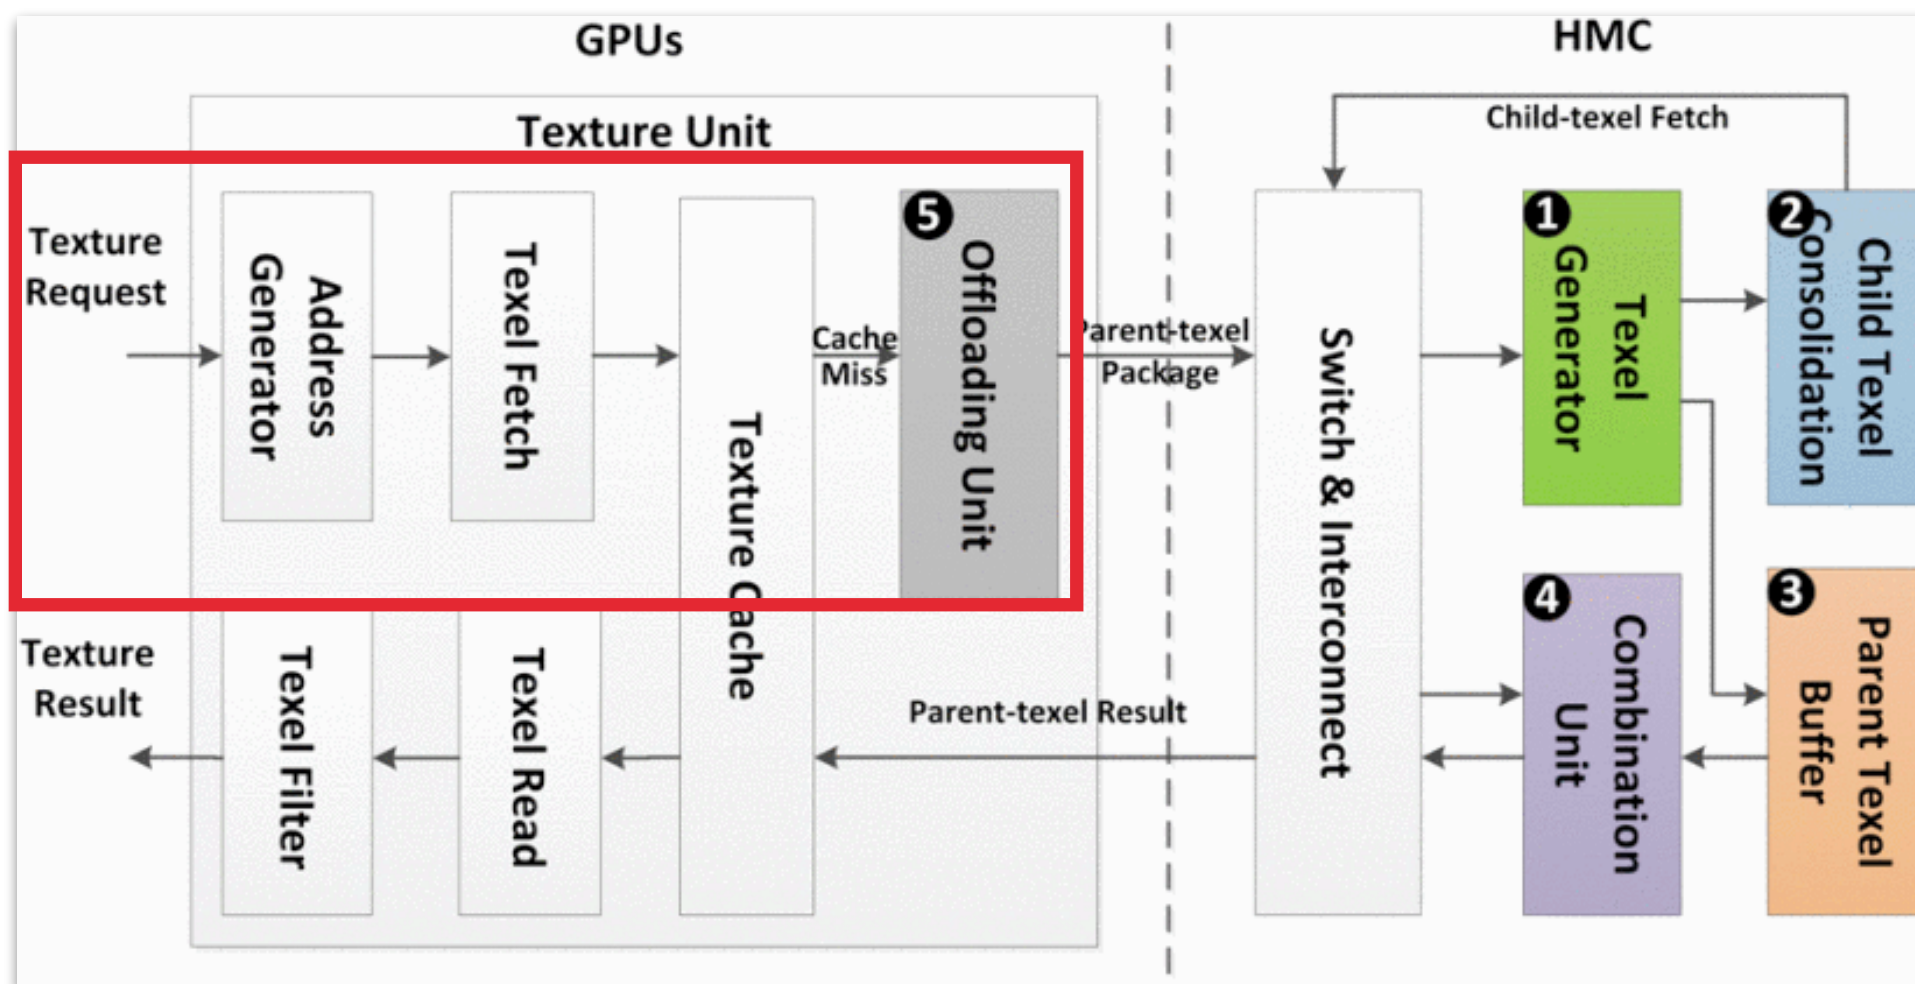 GPUs
HMC
Texture Unit
Child-texel Fetch
Texture
Request
Address
Generator
Texel Fetch
Texture Cache
Cache
Miss
5
Offloading Unit
Parent-texel
Package
Switch & Interconnect
1
Texel
Generator
2
Child Texel
Consolidation
Texture
Result
Texel Filter
Texel Read
Parent-texel Result
4
Combination
Unit
3
Parent Texel
Buffer